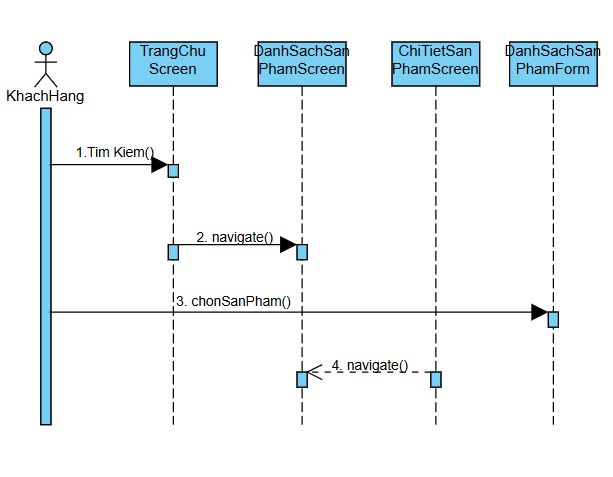 TrangChu
Screen
DanhSachSan
PhamScreen
ChiTietSan
PhamScreen
DanhSachSan
PhamForm
KhachHang
1.Tim Kiem()
2. navigate()
3. chonSanPham()
4. navigate()